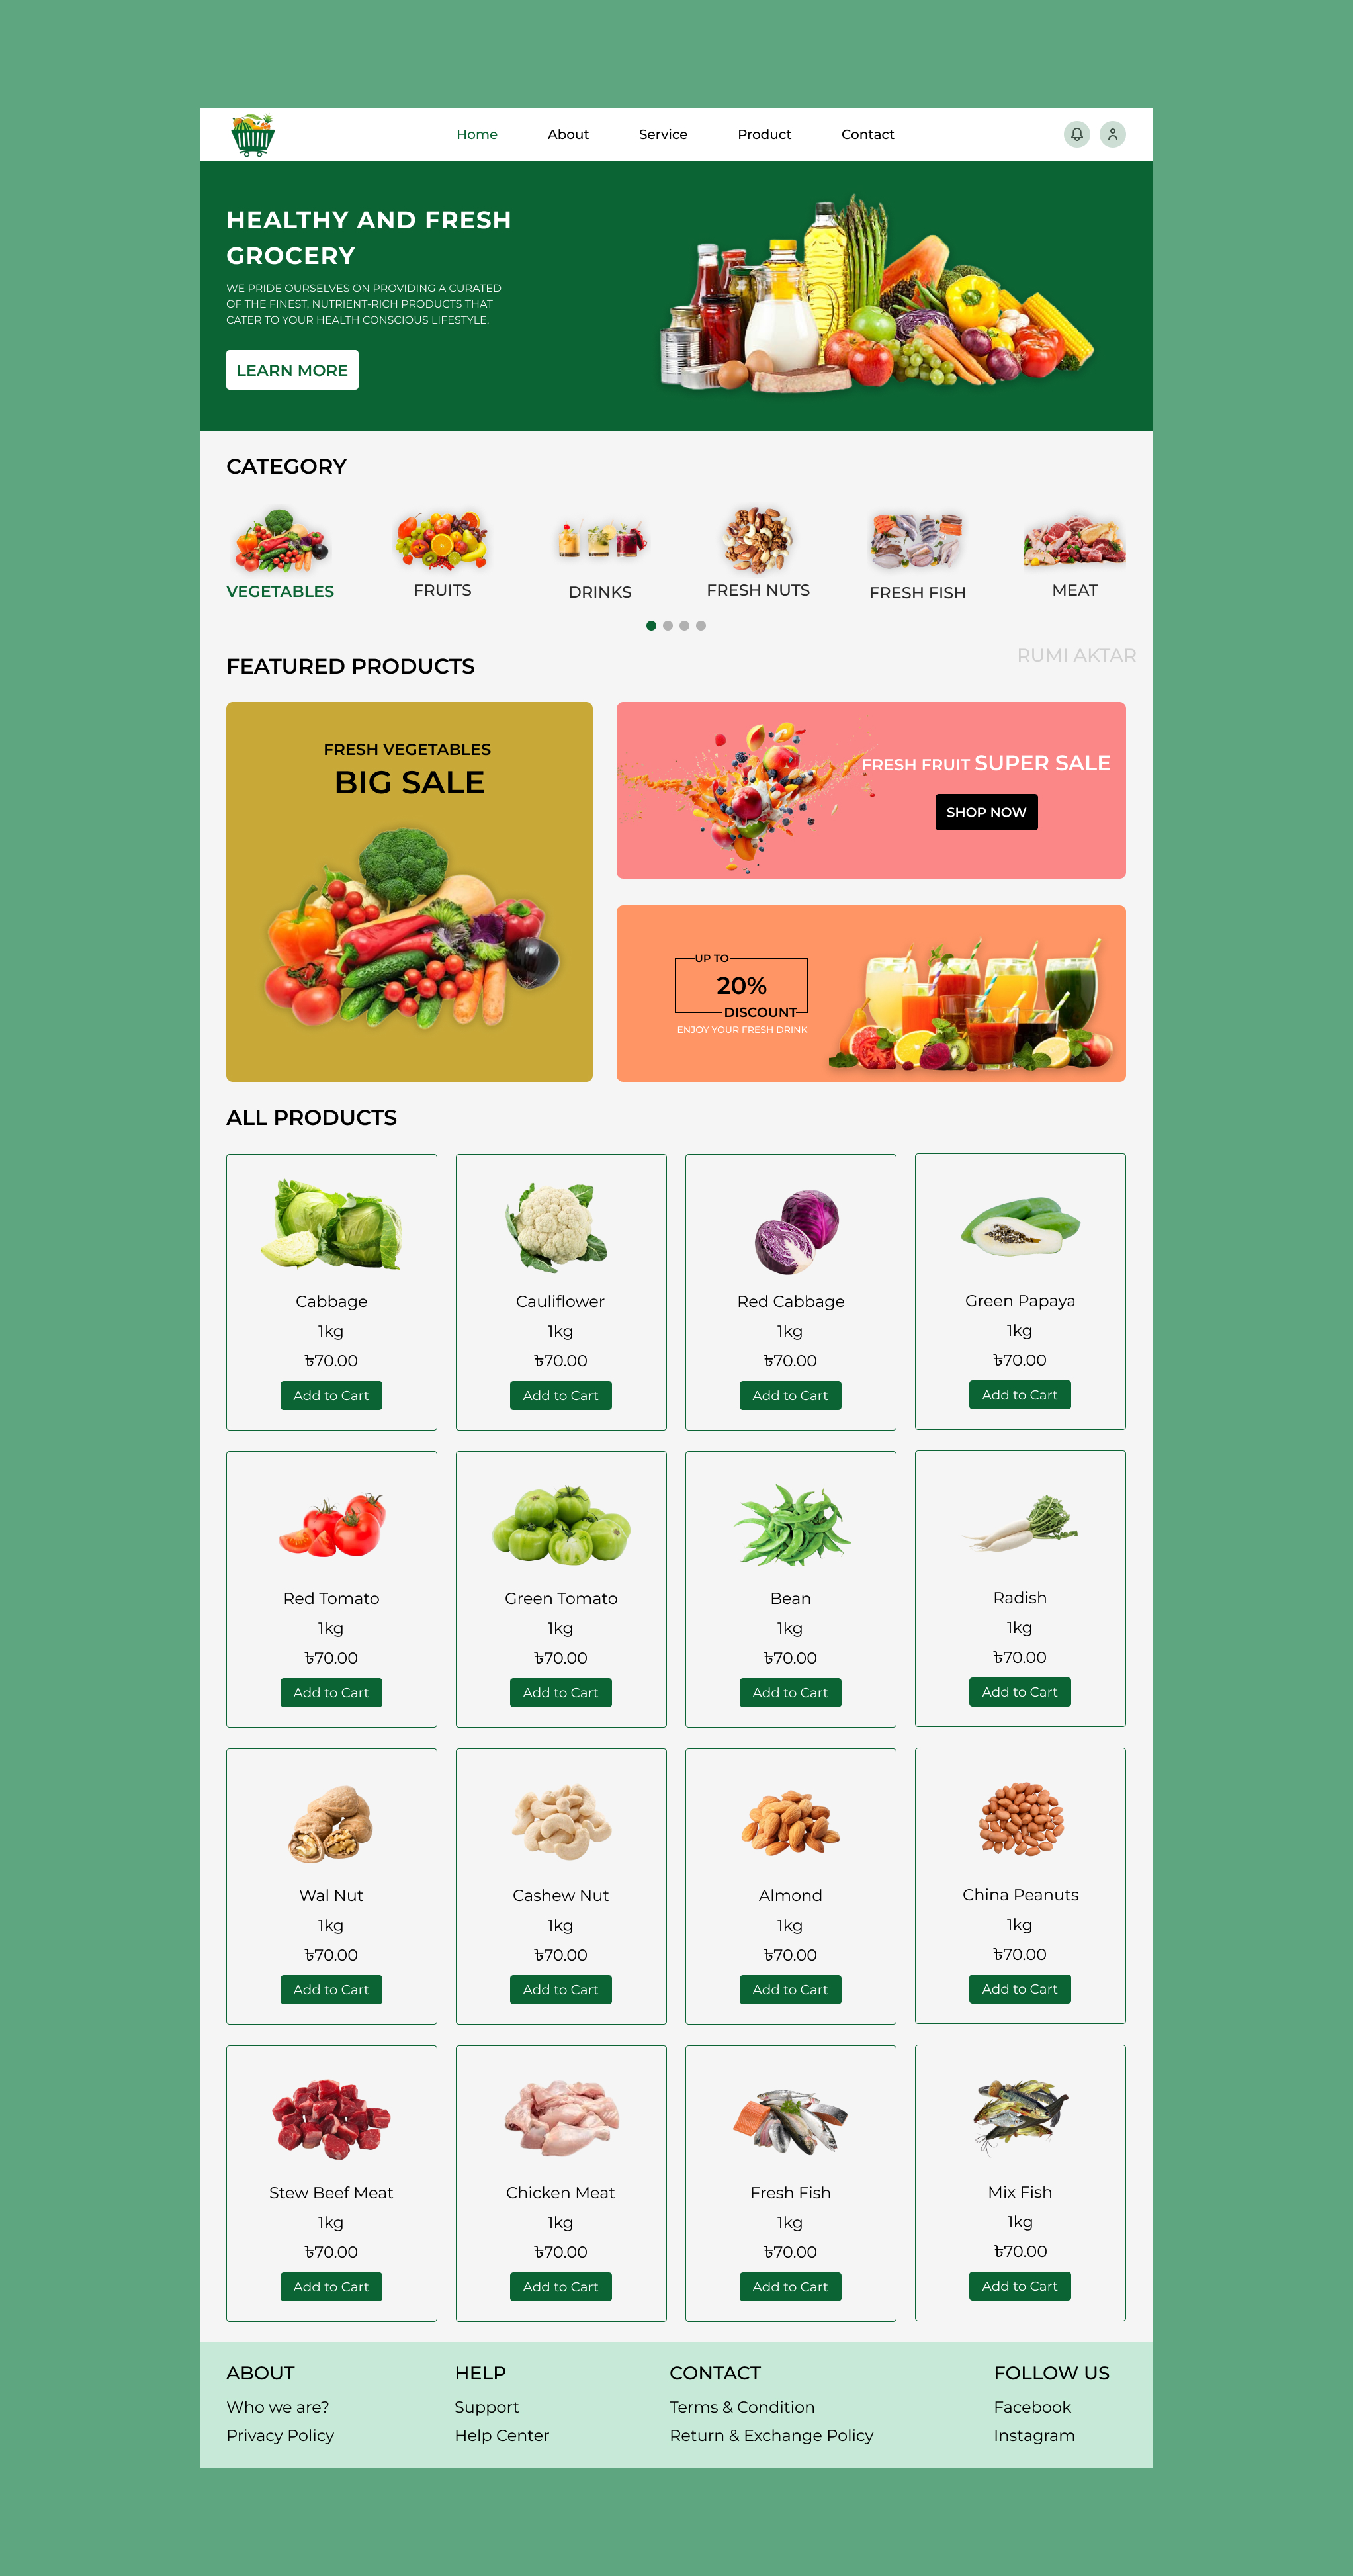 Home About Service Product Contact
HEALTHY AND FRESH
GROCERY
WE PRIDE OURSELVES ON PROVIDING A CURATED
OF THE FINEST, NUTRIENT-RICH PRODUCTS THAT
CATER TO YOUR HEALTH CONSCIOUS LIFESTYLE.
LEARN MORE
CATEGORY
VEGETABLES FRUITS DRINKS FRESH NUTS FRESH FISH MEAT
RUMI AKTAR
FEATURED PRODUCTS
FRESH VEGETABLES
BIG SALE
FRESH FRUIT SUPER SALE
SHOP NOW
UP TO
20%
DISCOUNT
ENJOY YOUR FRESH DRINK
ALL PRODUCTS
Cabbage Cauliflower Red Cabbage Green Papaya
1kg 1kg 1kg 1kg
৳70.00 ৳70.00 ৳70.00 ৳70.00
Add to Cart Add to Cart Add to Cart Add to Cart
Red Tomato Green Tomato Bean Radish
1kg 1kg 1kg 1kg
৳70.00 ৳70.00 ৳70.00 ৳70.00
Add to Cart Add to Cart Add to Cart Add to Cart
Wal Nut Cashew Nut Almond China Peanuts
1kg 1kg 1kg 1kg
৳70.00 ৳70.00 ৳70.00 ৳70.00
Add to Cart Add to Cart Add to Cart Add to Cart
Stew Beef Meat Chicken Meat Fresh Fish Mix Fish
1kg 1kg 1kg 1kg
৳70.00 ৳70.00 ৳70.00 ৳70.00
Add to Cart Add to Cart Add to Cart Add to Cart
ABOUT HELP CONTACT FOLLOW US
Who we are? Support Terms & Condition Facebook
Privacy Policy Help Center Return & Exchange Policy Instagram